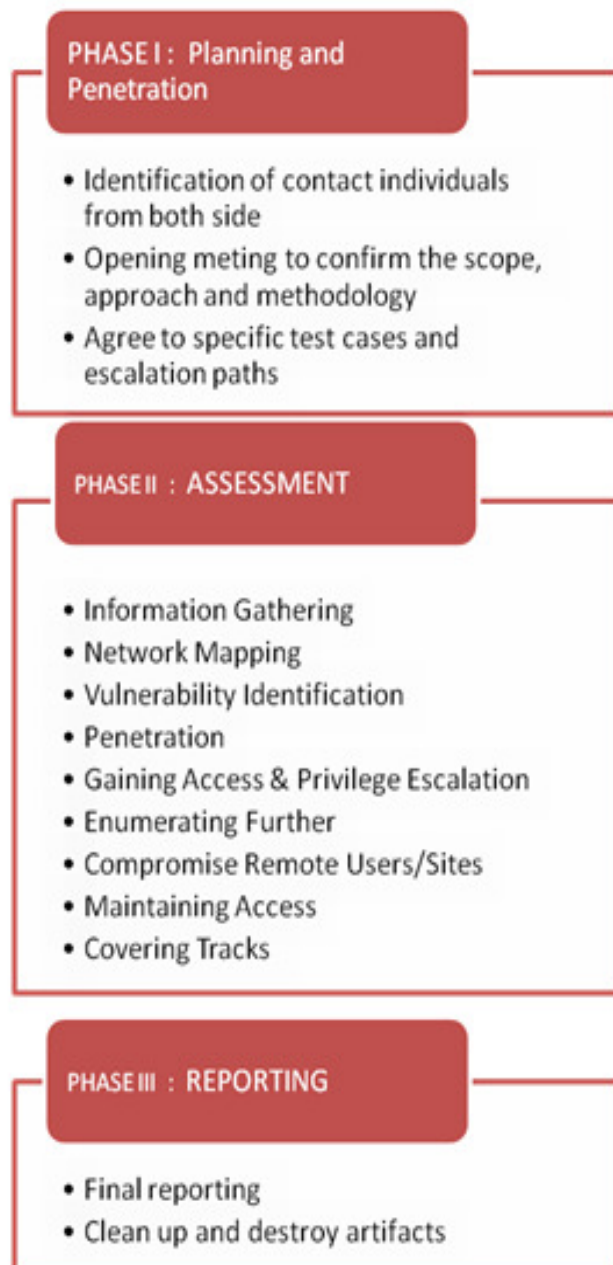 PHASE I : Planning and
Penetration
• Identification of contact individuals
from both side
• Opening meting to confirm the scope,
approach and methodology
• Agree to specific test cases and
escalation paths
PHASE II : ASSESSMENT
• Information Gathering
• Network Mapping
• Vulnerability Identification
• Penetration
• Gaining Access & Privilege Escalation
• Enumerating Further
• Compromise Remote Users/Sites
• Maintaining Access
• Covering Tracks
PHASE III : REPORTING
• Final reporting
• Clean up and destroy artifacts